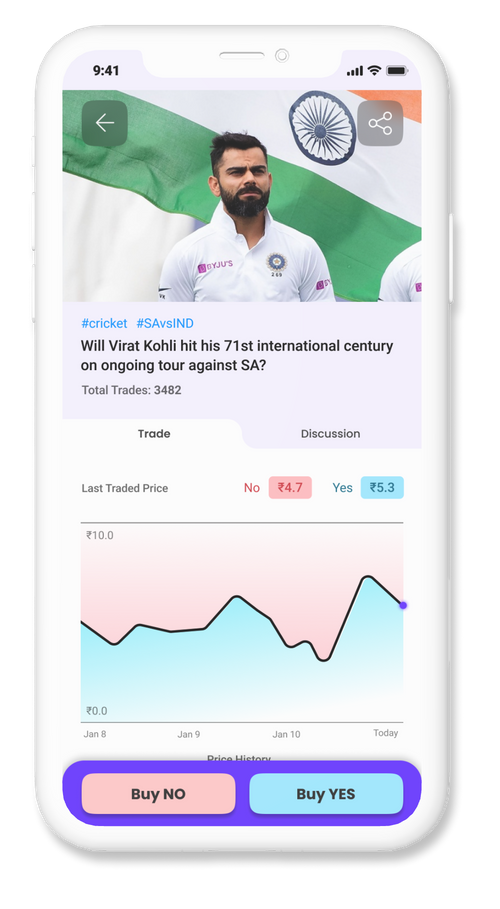 9:41
BYJU'S
269
#cricket #SAvsIND
Will Virat Kohli hit his 71st international century
on ongoing tour against SA?
Total Trades: 3482
Trade Discussion
Last Traded Price No ₹4.7 Yes ₹5.3
₹10.0
₹0.0
Jan 8 Jan 9 Jan 10 Today
Price History
Buy NO Buy YES